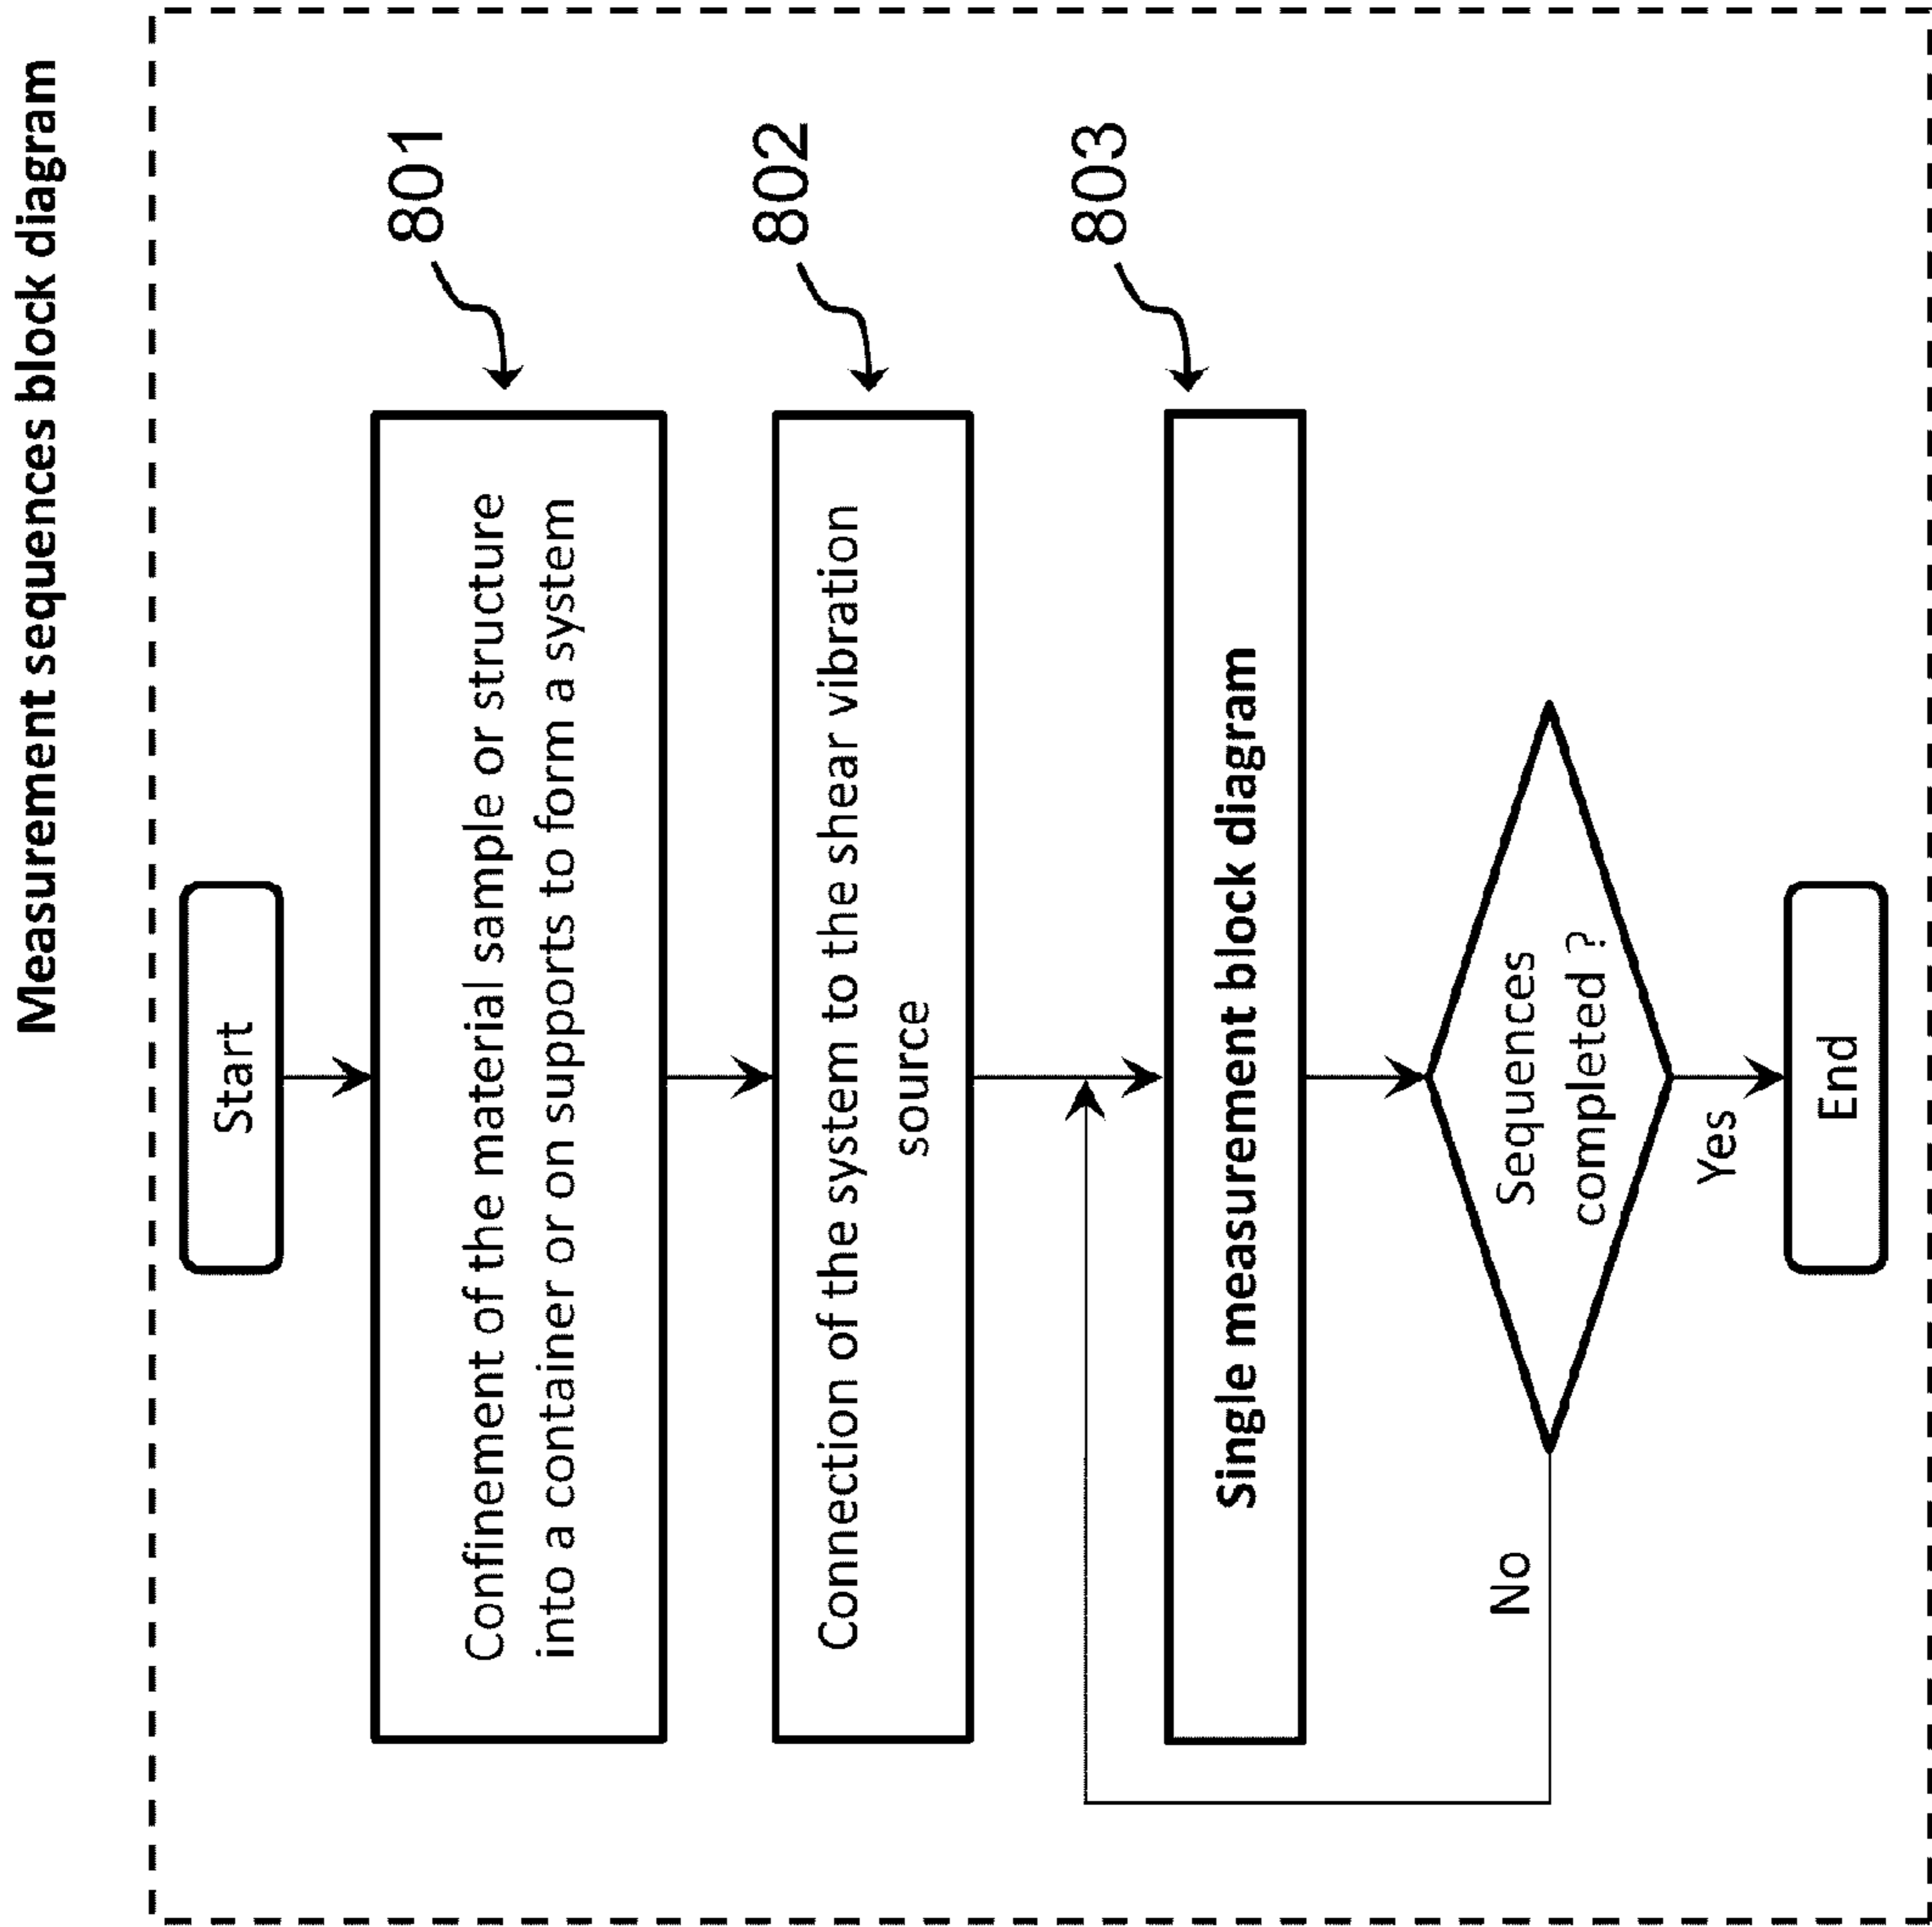 Measurement sequences block diagram
Start
Confinement of the material sample or structure
into a container or on supports to form a system
801
Connection of the system to the shear vibration
source
802
Single measurement block diagram
803
Sequences
completed ?
No
Yes
End